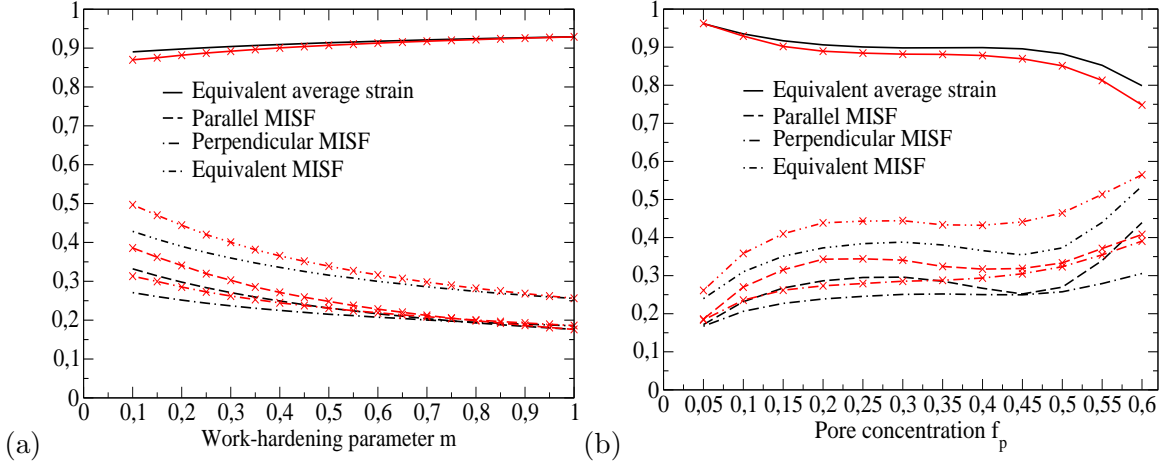 1
0,9
0,8
0,7
0,6
0,5
0,4
0,3
0,2
0,1
0
Equivalent average strain
Parallel MISF
Perpendicular MISF
Equivalent MISF
0 0,1 0,2 0,3 0,4 0,5 0,6 0,7 0,8 0,9 1
Work-hardening parameter m
(a)
1
0,9
0,8
0,7
0,6
0,5
0,4
0,3
0,2
0,1
0
Equivalent average strain
Parallel MISF
Perpendicular MISF
Equivalent MISF
0 0,05 0,1 0,15 0,2 0,25 0,3 0,35 0,4 0,45 0,5 0,55 0,6
Pore concentration f_p
(b)